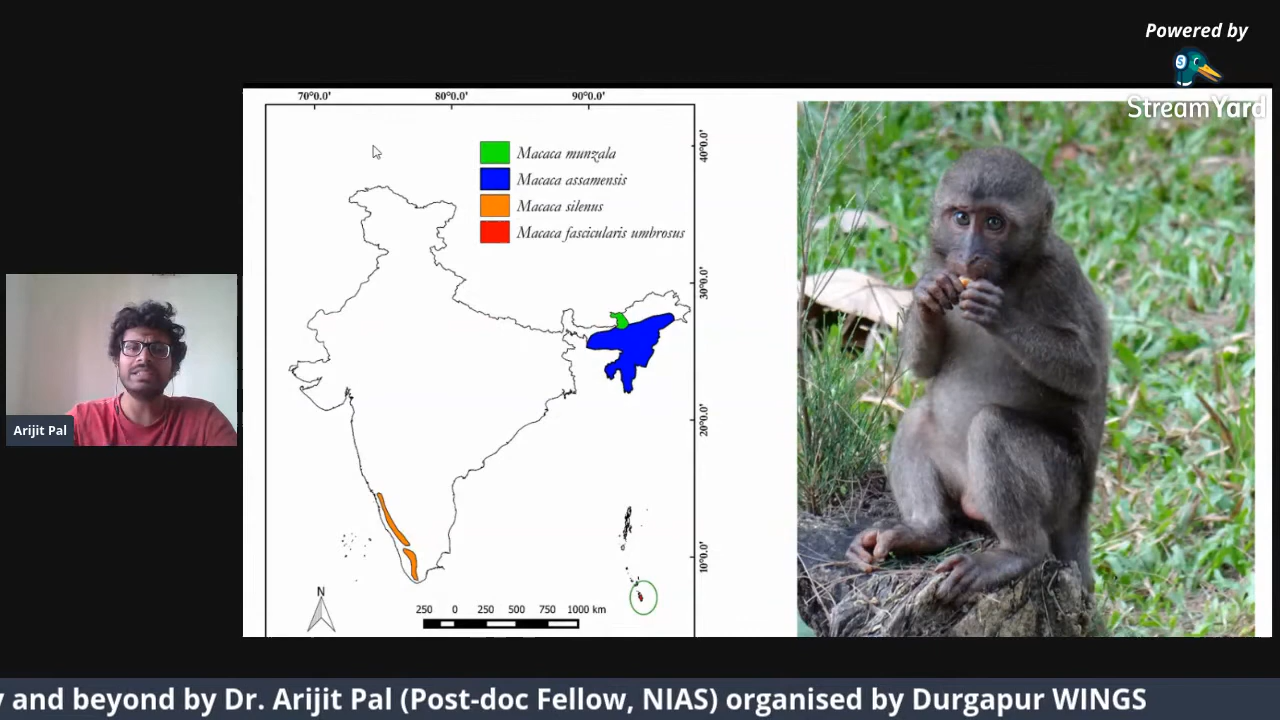 Powered by
StreamYard
70°0.0'
80°0.0'
90°0.0'
40°0.0'
Macaca munzala
Macaca assamensis
Macaca silenus
Macaca fascicularis umbrosus
30°0.0'
20°0.0'
10°0.0'
N
250 0 250 500 750 1000 km
Arijit Pal
y and beyond by Dr. Arijit Pal (Post-doc Fellow, NIAS) organised by Durgapur WINGS